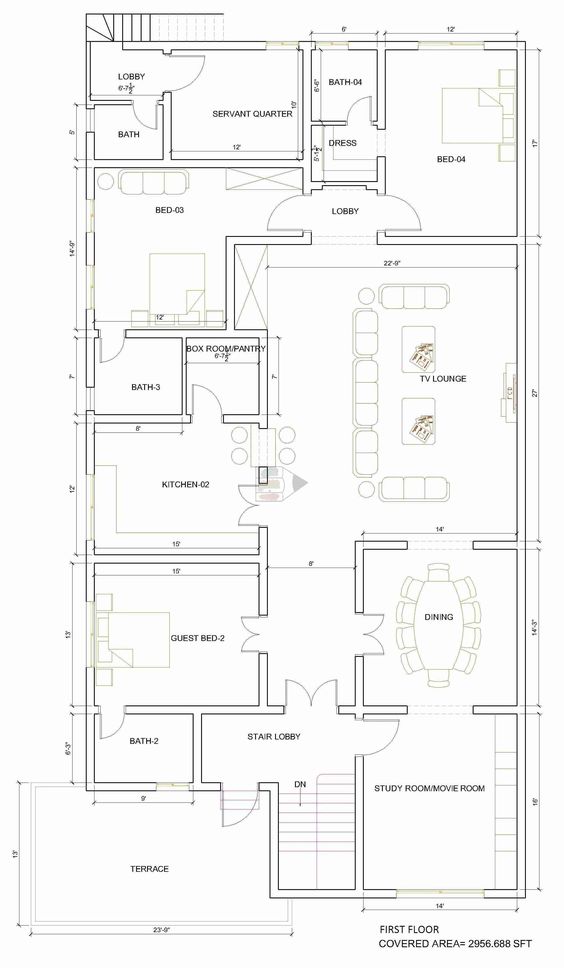 6'
12'
LOBBY
6'-7½"
6'-6"
BATH-04
10'
SERVANT QUARTER
5'
BATH
17'
DRESS
5'-1½"
12'
BED-04
BED-03
LOBBY
14'-9"
22'-9"
12'
BOX ROOM/PANTRY
6'-7½"
7'
7'
BATH-3
TV LOUNGE
LCD
27'
8'
KITCHEN-02
12'
14'
15'
8'
15'
13'
GUEST BED-2
DINING
14'-3"
6'-3"
BATH-2
STAIR LOBBY
DN
STUDY ROOM/MOVIE ROOM
16'
9'
13'
TERRACE
14'
23'-9"
FIRST FLOOR
COVERED AREA= 2956.688 SFT